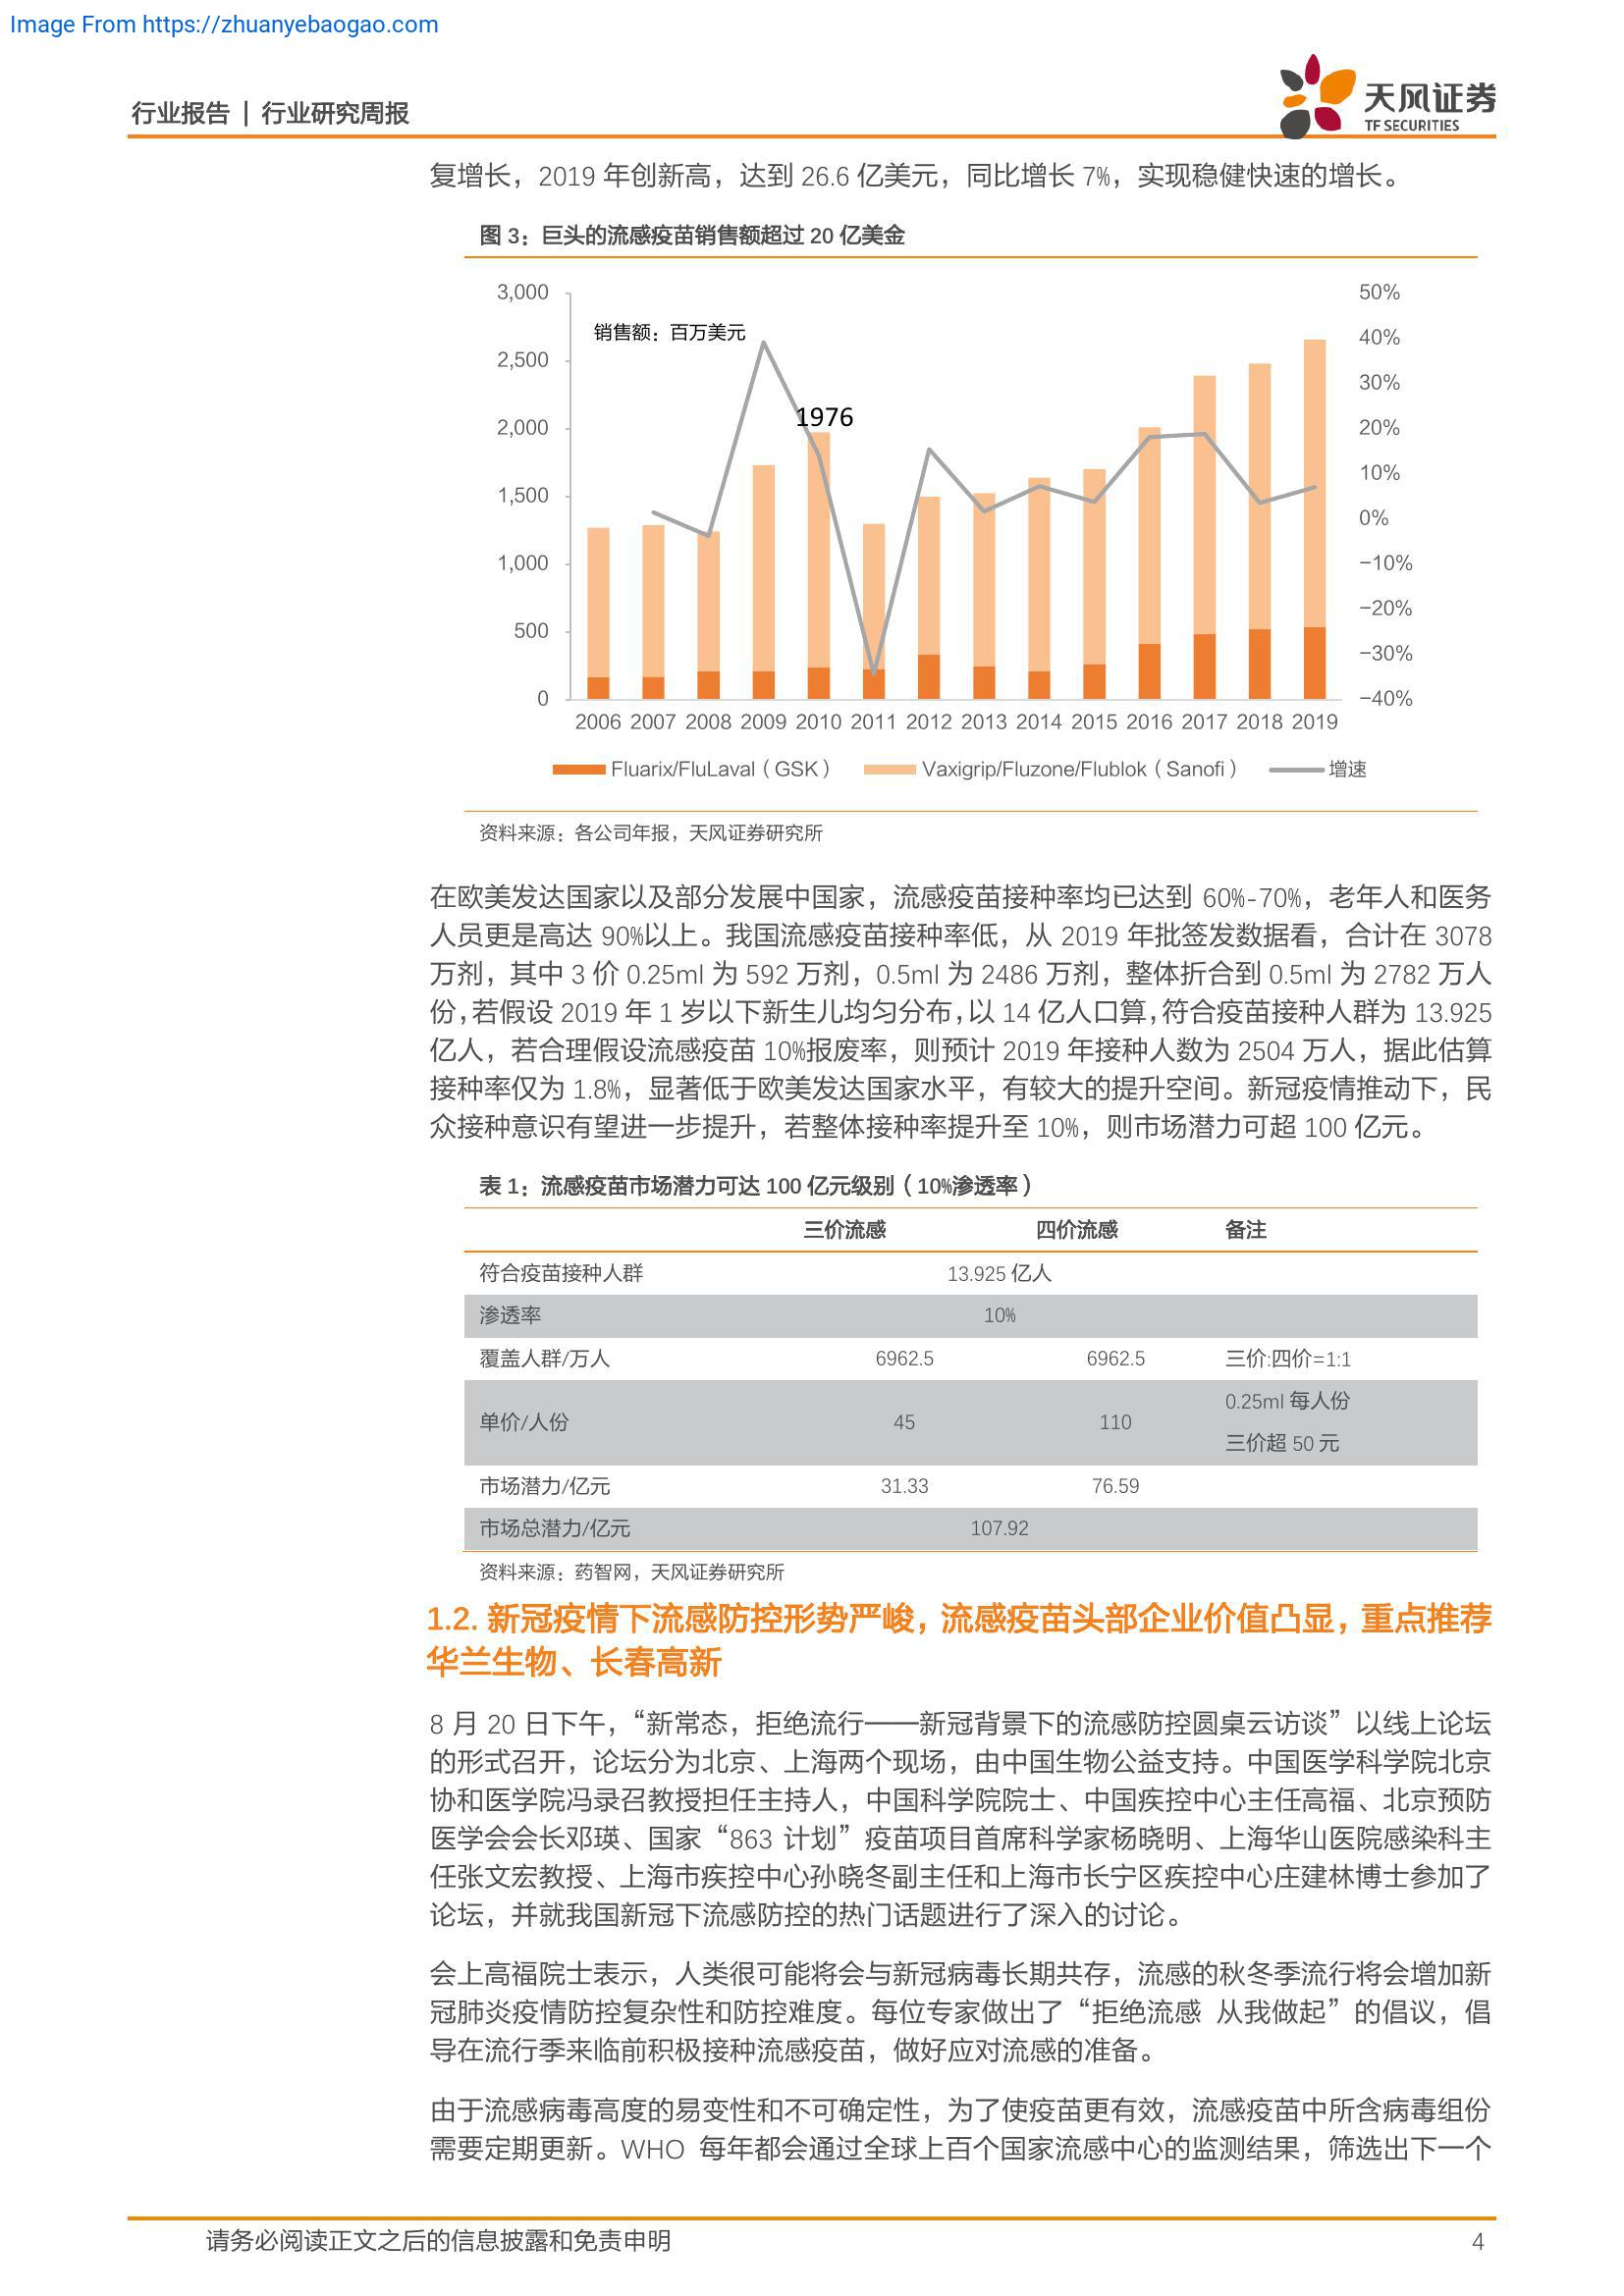 Image From https://zhuanyebaogao.com
行业报告 | 行业研究周报
天风证券
TF SECURITIES
复增长，2019 年创新高，达到 26.6 亿美元，同比增长 7%，实现稳健快速的增长。
图 3：巨头的流感疫苗销售额超过 20 亿美金
销售额：百万美元
3,000
2,500
2,000
1,500
1,000
500
0
1976
50%
40%
30%
20%
10%
0%
−10%
−20%
−30%
−40%
2006 2007 2008 2009 2010 2011 2012 2013 2014 2015 2016 2017 2018 2019
Fluarix/FluLaval（GSK） Vaxigrip/Fluzone/Flublok（Sanofi） 增速
资料来源：各公司年报，天风证券研究所
在欧美发达国家以及部分发展中国家，流感疫苗接种率均已达到 60%-70%，老年人和医务
人员更是高达 90%以上。我国流感疫苗接种率低，从 2019 年批签发数据看，合计在 3078
万剂，其中 3 价 0.25ml 为 592 万剂，0.5ml 为 2486 万剂，整体折合到 0.5ml 为 2782 万人
份，若假设 2019 年 1 岁以下新生儿均匀分布，以 14 亿人口算，符合疫苗接种人群为 13.925
亿人，若合理假设流感疫苗 10%报废率，则预计 2019 年接种人数为 2504 万人，据此估算
接种率仅为 1.8%，显著低于欧美发达国家水平，有较大的提升空间。新冠疫情推动下，民
众接种意识有望进一步提升，若整体接种率提升至 10%，则市场潜力可超 100 亿元。
表 1：流感疫苗市场潜力可达 100 亿元级别（10%渗透率）
三价流感 四价流感 备注
符合疫苗接种人群 13.925 亿人
渗透率 10%
覆盖人群/万人 6962.5 6962.5 三价:四价=1:1
单价/人份 45 110 0.25ml 每人份
三价超 50 元
市场潜力/亿元 31.33 76.59
市场总潜力/亿元 107.92
资料来源：药智网，天风证券研究所
1.2. 新冠疫情下流感防控形势严峻，流感疫苗头部企业价值凸显，重点推荐
华兰生物、长春高新
8 月 20 日下午，“新常态，拒绝流行——新冠背景下的流感防控圆桌云访谈”以线上论坛
的形式召开，论坛分为北京、上海两个现场，由中国生物公益支持。中国医学科学院北京
协和医学院冯录召教授担任主持人，中国科学院院士、中国疾控中心主任高福、北京预防
医学会会长邓瑛、国家“863 计划”疫苗项目首席科学家杨晓明、上海华山医院感染科主
任张文宏教授、上海市疾控中心孙晓冬副主任和上海市长宁区疾控中心庄建林博士参加了
论坛，并就我国新冠下流感防控的热门话题进行了深入的讨论。
会上高福院士表示，人类很可能将会与新冠病毒长期共存，流感的秋冬季流行将会增加新
冠肺炎疫情防控复杂性和防控难度。每位专家做出了“拒绝流感 从我做起”的倡议，倡
导在流行季来临前积极接种流感疫苗，做好应对流感的准备。
由于流感病毒高度的易变性和不可确定性，为了使疫苗更有效，流感疫苗中所含病毒组份
需要定期更新。WHO 每年都会通过全球上百个国家流感中心的监测结果，筛选出下一个
请务必阅读正文之后的信息披露和免责申明 4